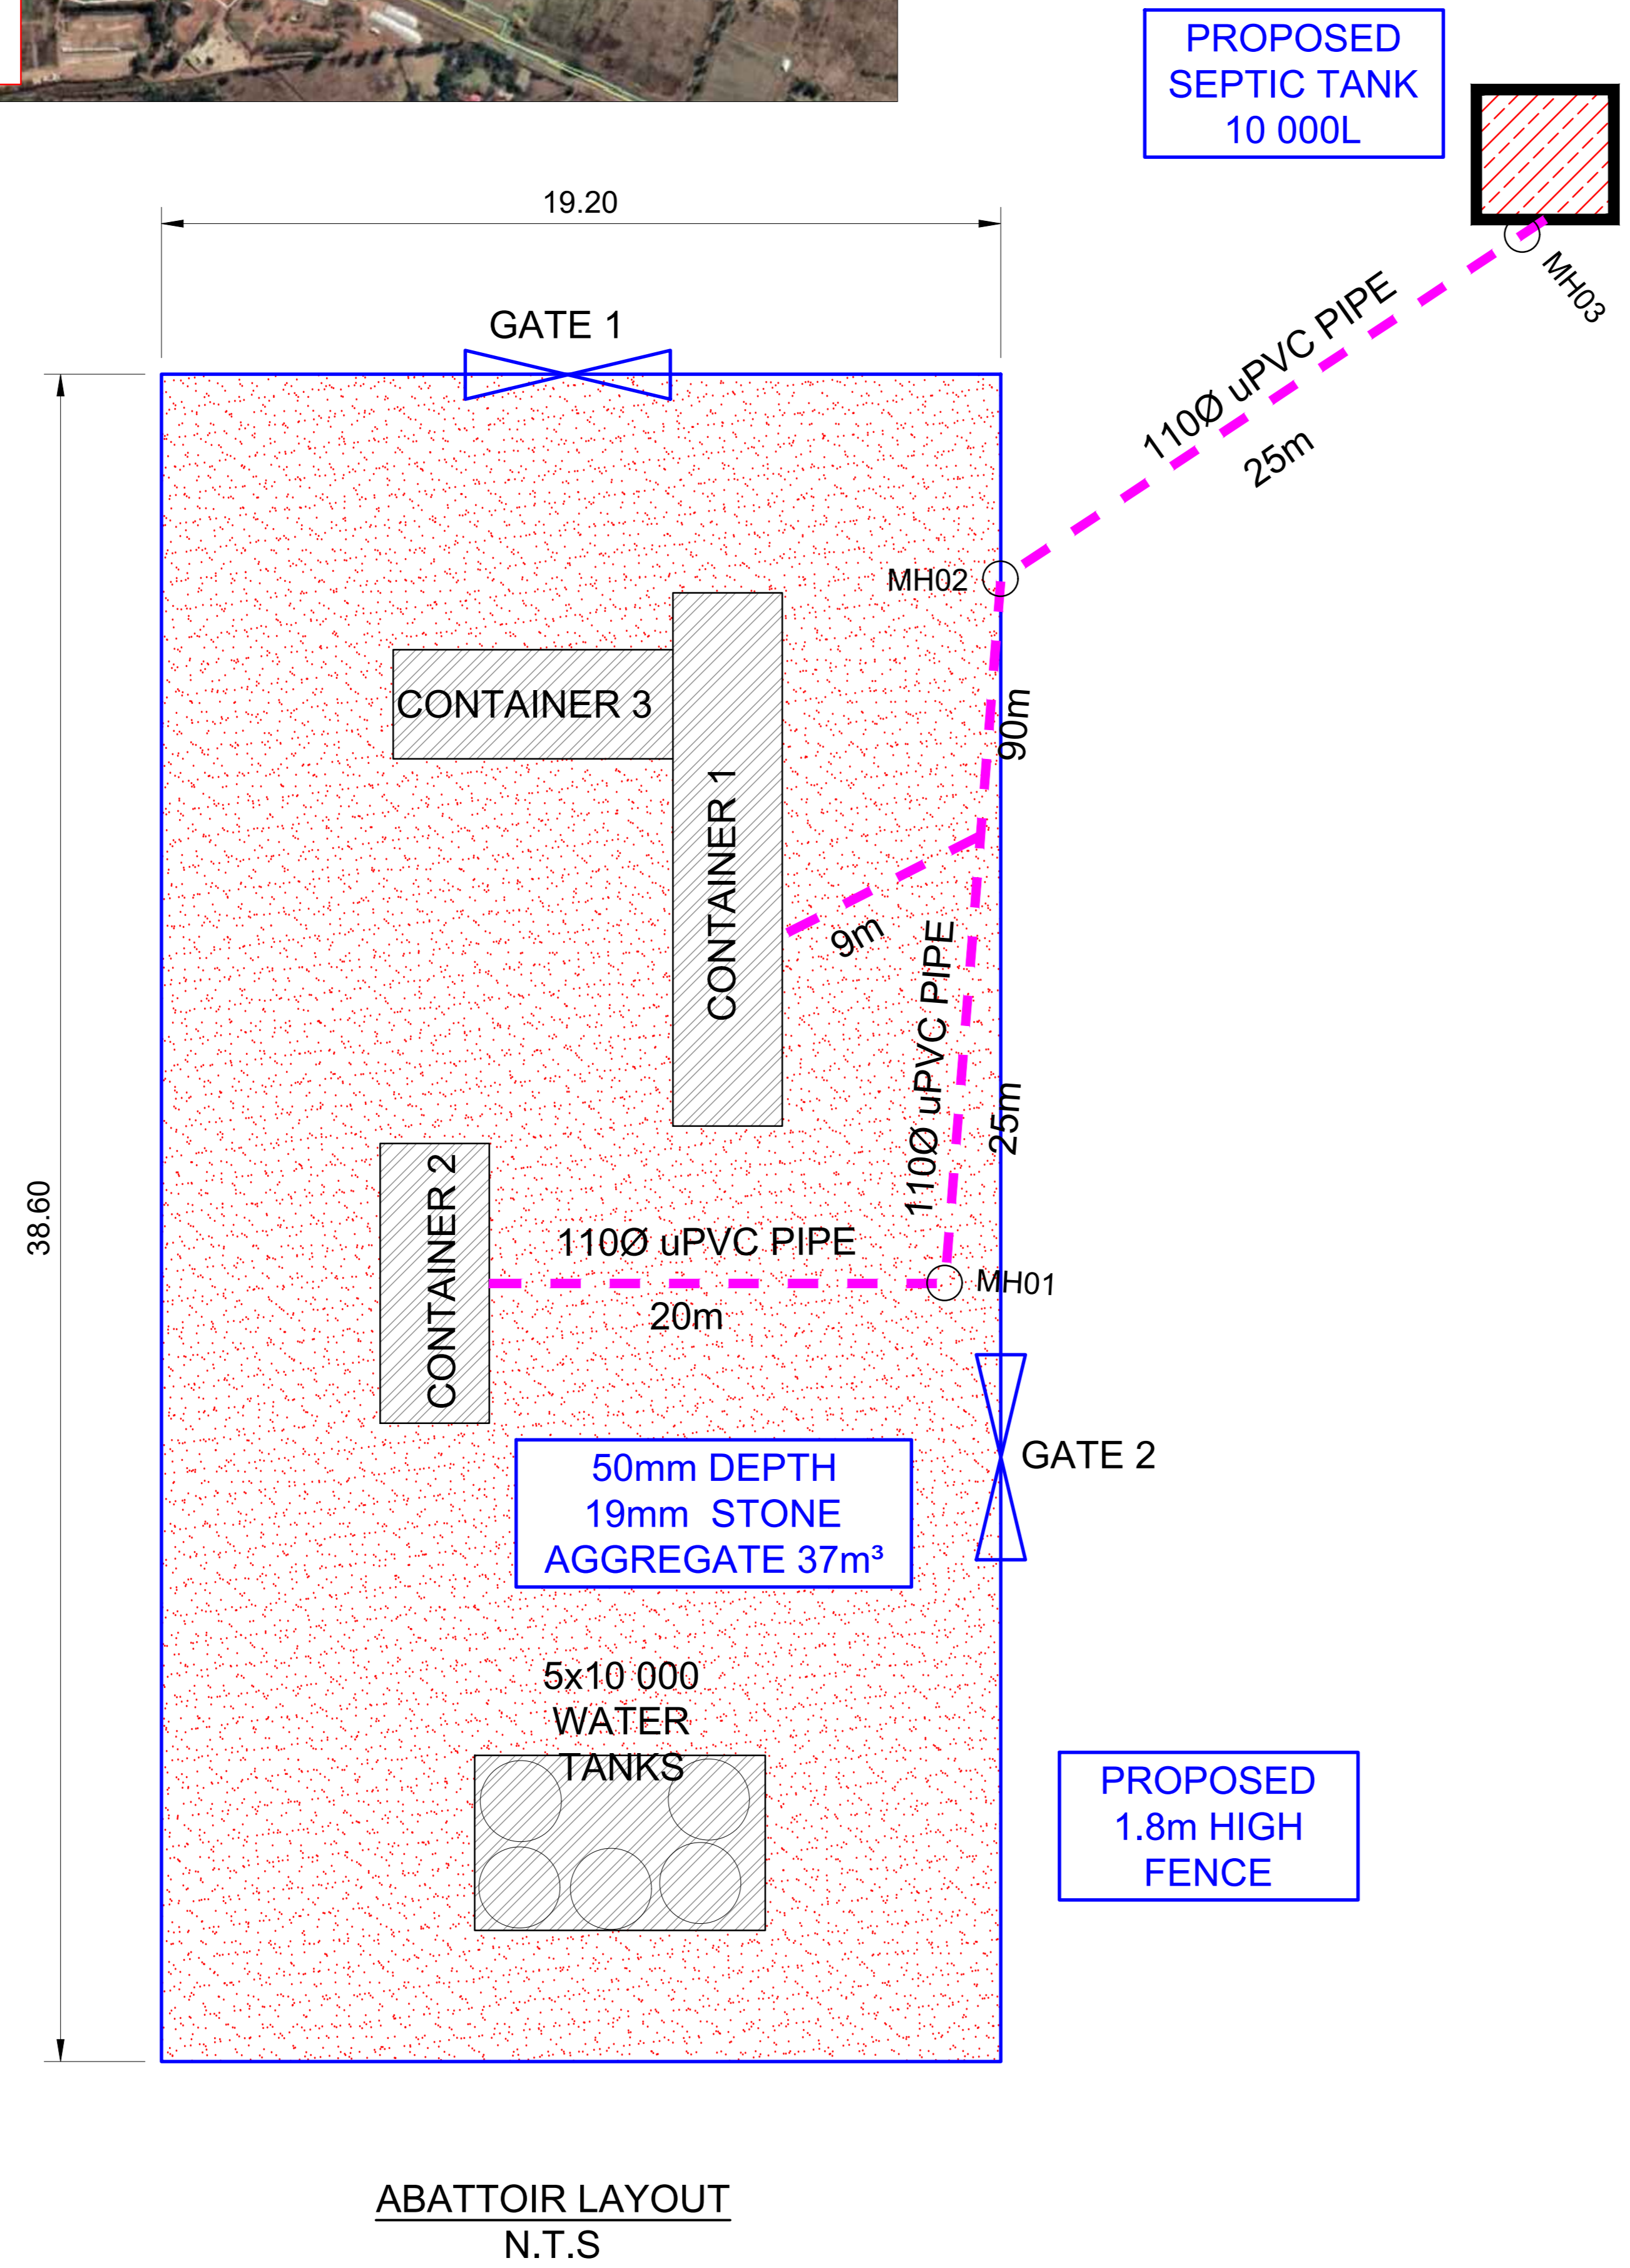 PROPOSED
SEPTIC TANK
10 000L
19.20
GATE 1
MH03
110Ø uPVC PIPE
25m
MH02
90m
CONTAINER 3
CONTAINER 1
9m
110Ø uPVC PIPE
25m
38.60
CONTAINER 2
110Ø uPVC PIPE
20m
MH01
GATE 2
50mm DEPTH
19mm STONE
AGGREGATE 37m³
5x10 000
WATER
TANKS
PROPOSED
1.8m HIGH
FENCE
ABATTOIR LAYOUT
N.T.S